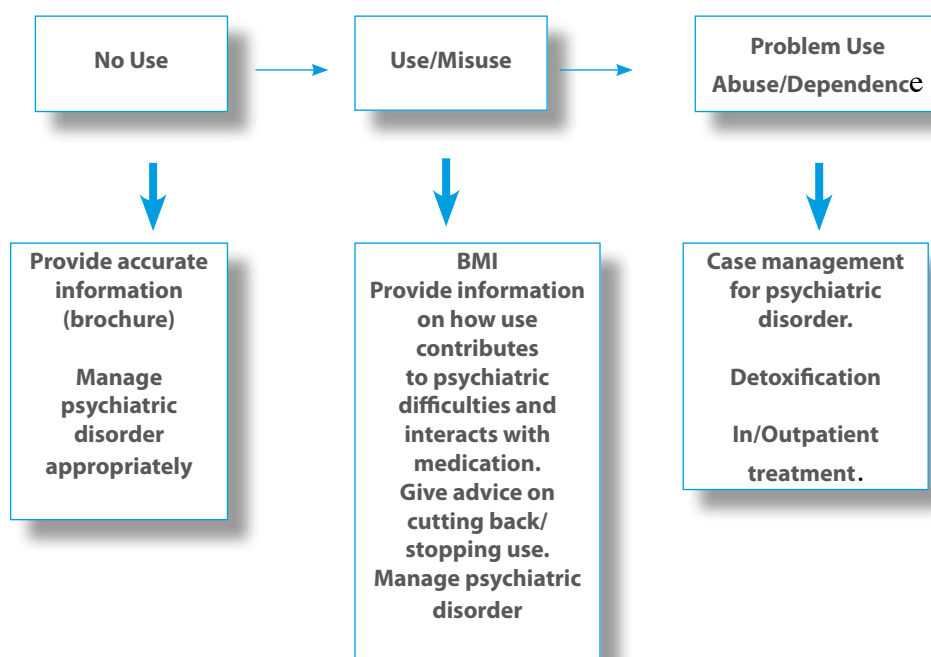 No Use
Use/Misuse
Problem Use
Abuse/Dependence
Provide accurate
information
(brochure)
Manage
psychiatric
disorder
appropriately
BMI
Provide information
on how use
contributes
to psychiatric
difficulties and
interacts with
medication.
Give advice on
cutting back/
stopping use.
Manage psychiatric
disorder
Case management
for psychiatric
disorder.
Detoxification
In/Outpatient
treatment.